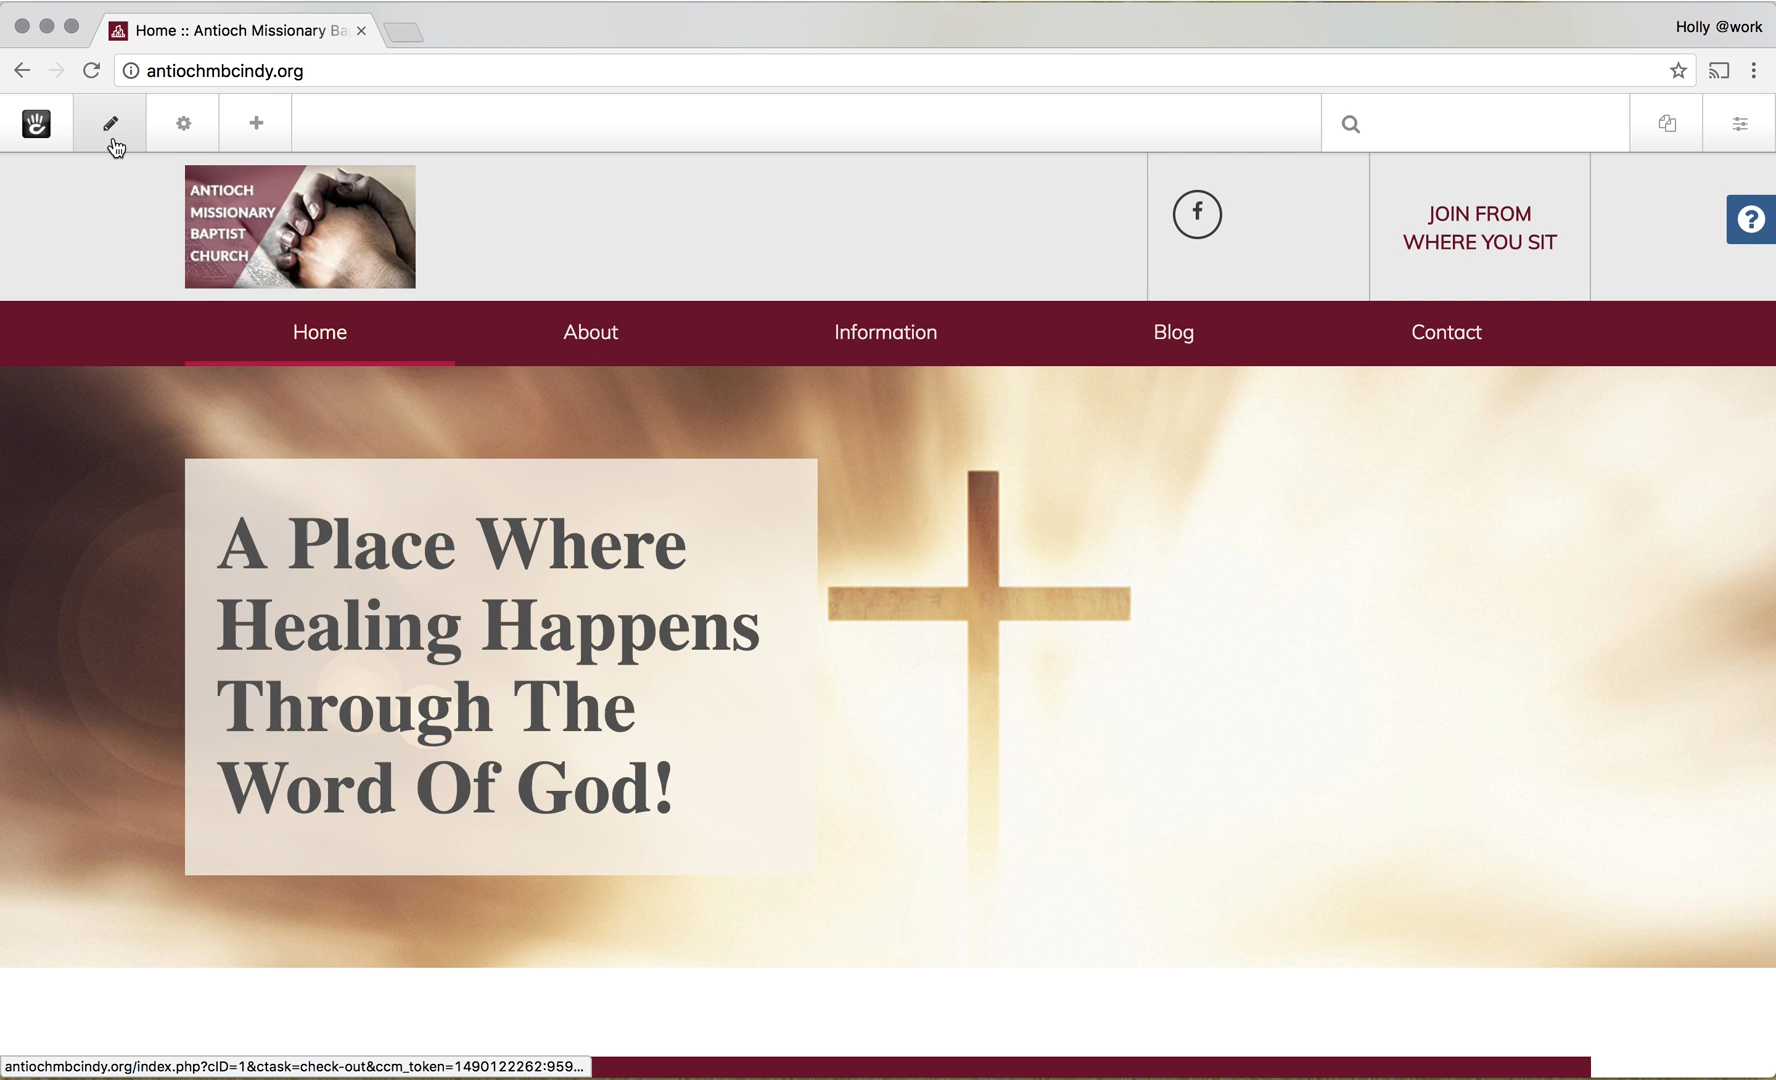 Home :: Antioch Missionary Ba
Holly @work
antiochmbcindy.org
ANTIOCH
MISSIONARY
BAPTIST
CHURCH
JOIN FROM
WHERE YOU SIT
Home About Information Blog Contact
A Place Where
Healing Happens
Through The
Word Of God!
antiochmbcindy.org/index.php?cID=1&ctask=check-out&ccm_token=1490122262:959...